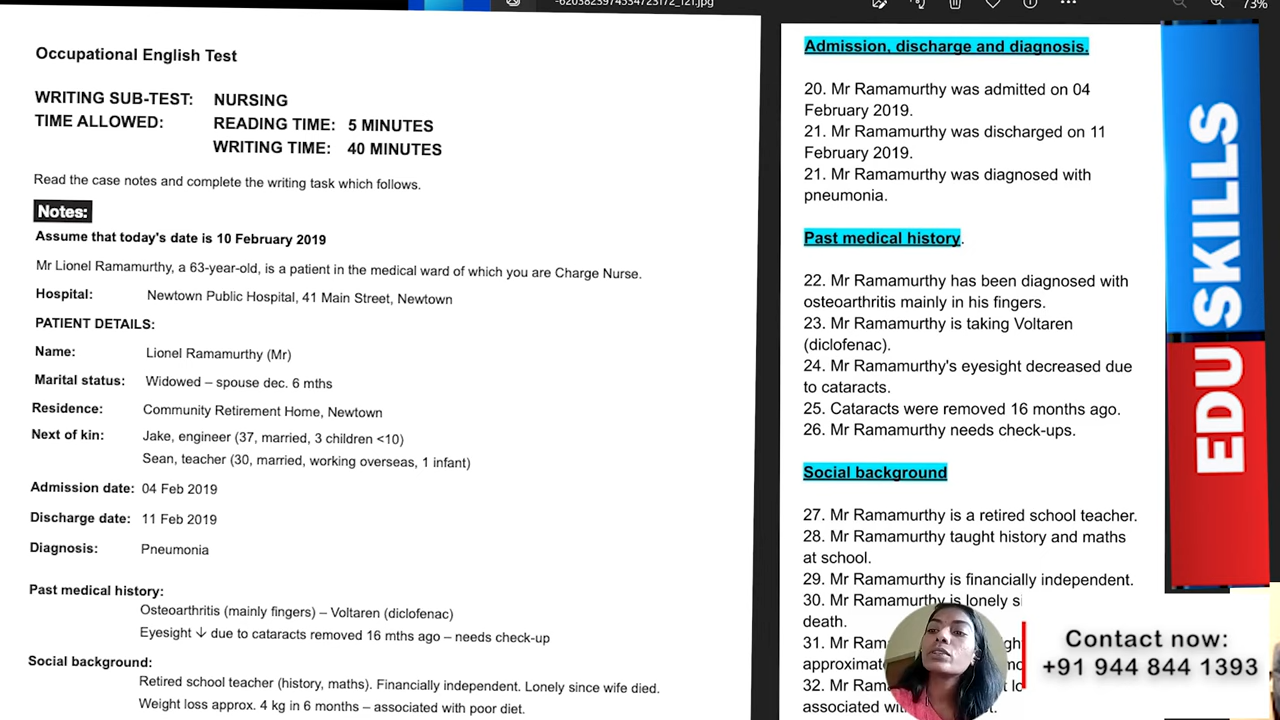 -6203823974334723172_121.jpg
73%
Occupational English Test
WRITING SUB-TEST: NURSING
TIME ALLOWED: READING TIME: 5 MINUTES
WRITING TIME: 40 MINUTES
Read the case notes and complete the writing task which follows.
Notes:
Assume that today's date is 10 February 2019
Mr Lionel Ramamurthy, a 63-year-old, is a patient in the medical ward of which you are Charge Nurse.
Hospital: Newtown Public Hospital, 41 Main Street, Newtown
PATIENT DETAILS:
Name: Lionel Ramamurthy (Mr)
Marital status: Widowed – spouse dec. 6 mths
Residence: Community Retirement Home, Newtown
Next of kin: Jake, engineer (37, married, 3 children <10)
Sean, teacher (30, married, working overseas, 1 infant)
Admission date: 04 Feb 2019
Discharge date: 11 Feb 2019
Diagnosis: Pneumonia
Past medical history:
Osteoarthritis (mainly fingers) – Voltaren (diclofenac)
Eyesight ↓ due to cataracts removed 16 mths ago – needs check-up
Social background:
Retired school teacher (history, maths). Financially independent. Lonely since wife died.
Weight loss approx. 4 kg in 6 months – associated with poor diet.
Admission, discharge and diagnosis.
20. Mr Ramamurthy was admitted on 04
February 2019.
21. Mr Ramamurthy was discharged on 11
February 2019.
21. Mr Ramamurthy was diagnosed with
pneumonia.
Past medical history.
22. Mr Ramamurthy has been diagnosed with
osteoarthritis mainly in his fingers.
23. Mr Ramamurthy is taking Voltaren
(diclofenac).
24. Mr Ramamurthy's eyesight decreased due
to cataracts.
25. Cataracts were removed 16 months ago.
26. Mr Ramamurthy needs check-ups.
Social background
27. Mr Ramamurthy is a retired school teacher.
28. Mr Ramamurthy taught history and maths
at school.
29. Mr Ramamurthy is financially independent.
30. Mr Ramamurthy is lonely
death.
31. Mr
32. Mr
associated
EDU SKILLS
Contact now:
+91 944 844 1393